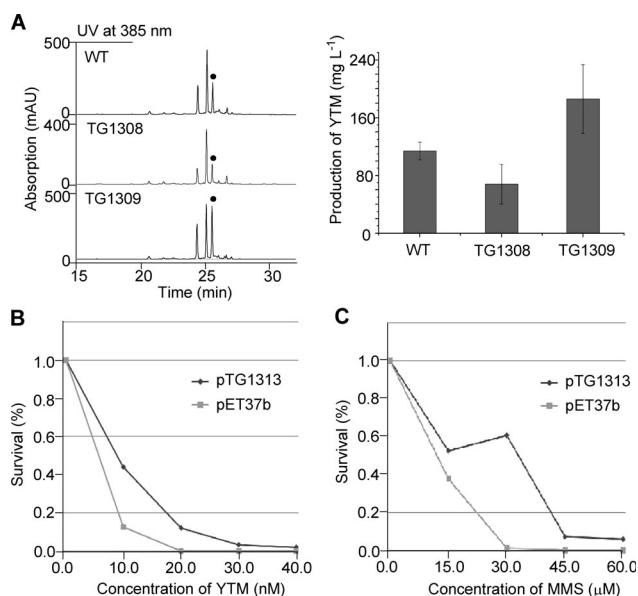 A
UV at 385 nm
500
WT
0
400
TG1308
0
500
TG1309
0
Absorption (mAU)
15 20 25 30
Time (min)
Production of YTM (mg L-1)
240
160
80
0
WT TG1308 TG1309
B
Survival (%)
1.0
0.8
0.6
0.4
0.2
0.0
pTG1313
pET37b
0.0 10.0 20.0 30.0 40.0
Concentration of YTM (nM)
C
Survival (%)
1.0
0.8
0.6
0.4
0.2
0.0
pTG1313
pET37b
0.0 15.0 30.0 45.0 60.0
Concentration of MMS (μM)